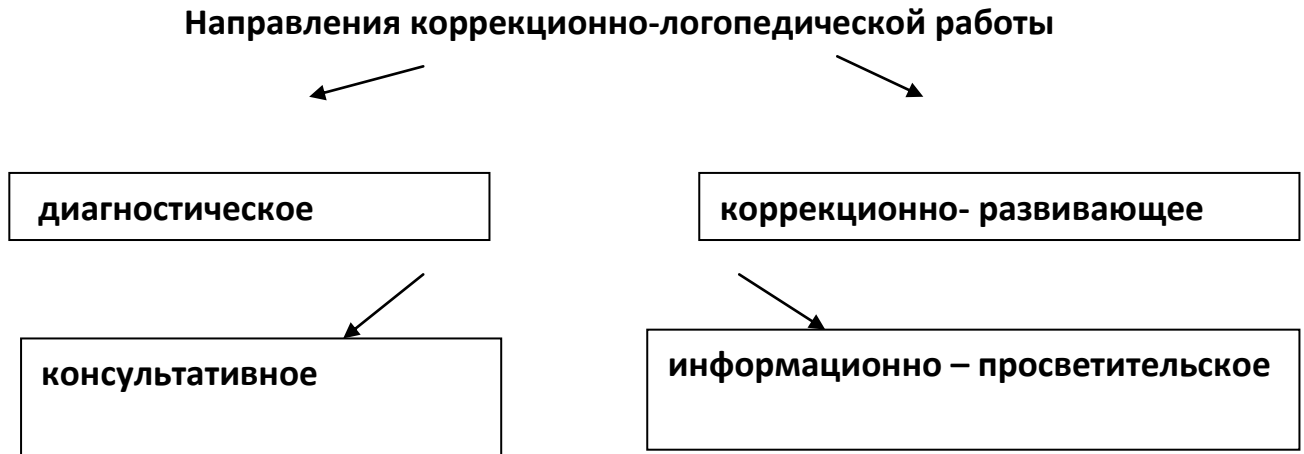 Направления коррекционно-логопедической работы
диагностическое
коррекционно- развивающее
консультативное
информационно – просветительское